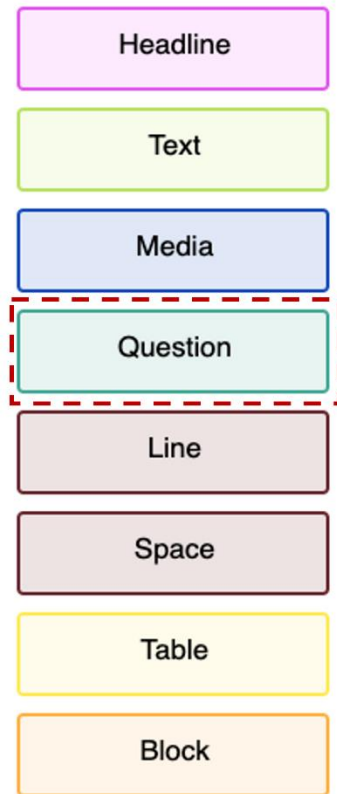 Headline
Text
Media
Question
Line
Space
Table
Block